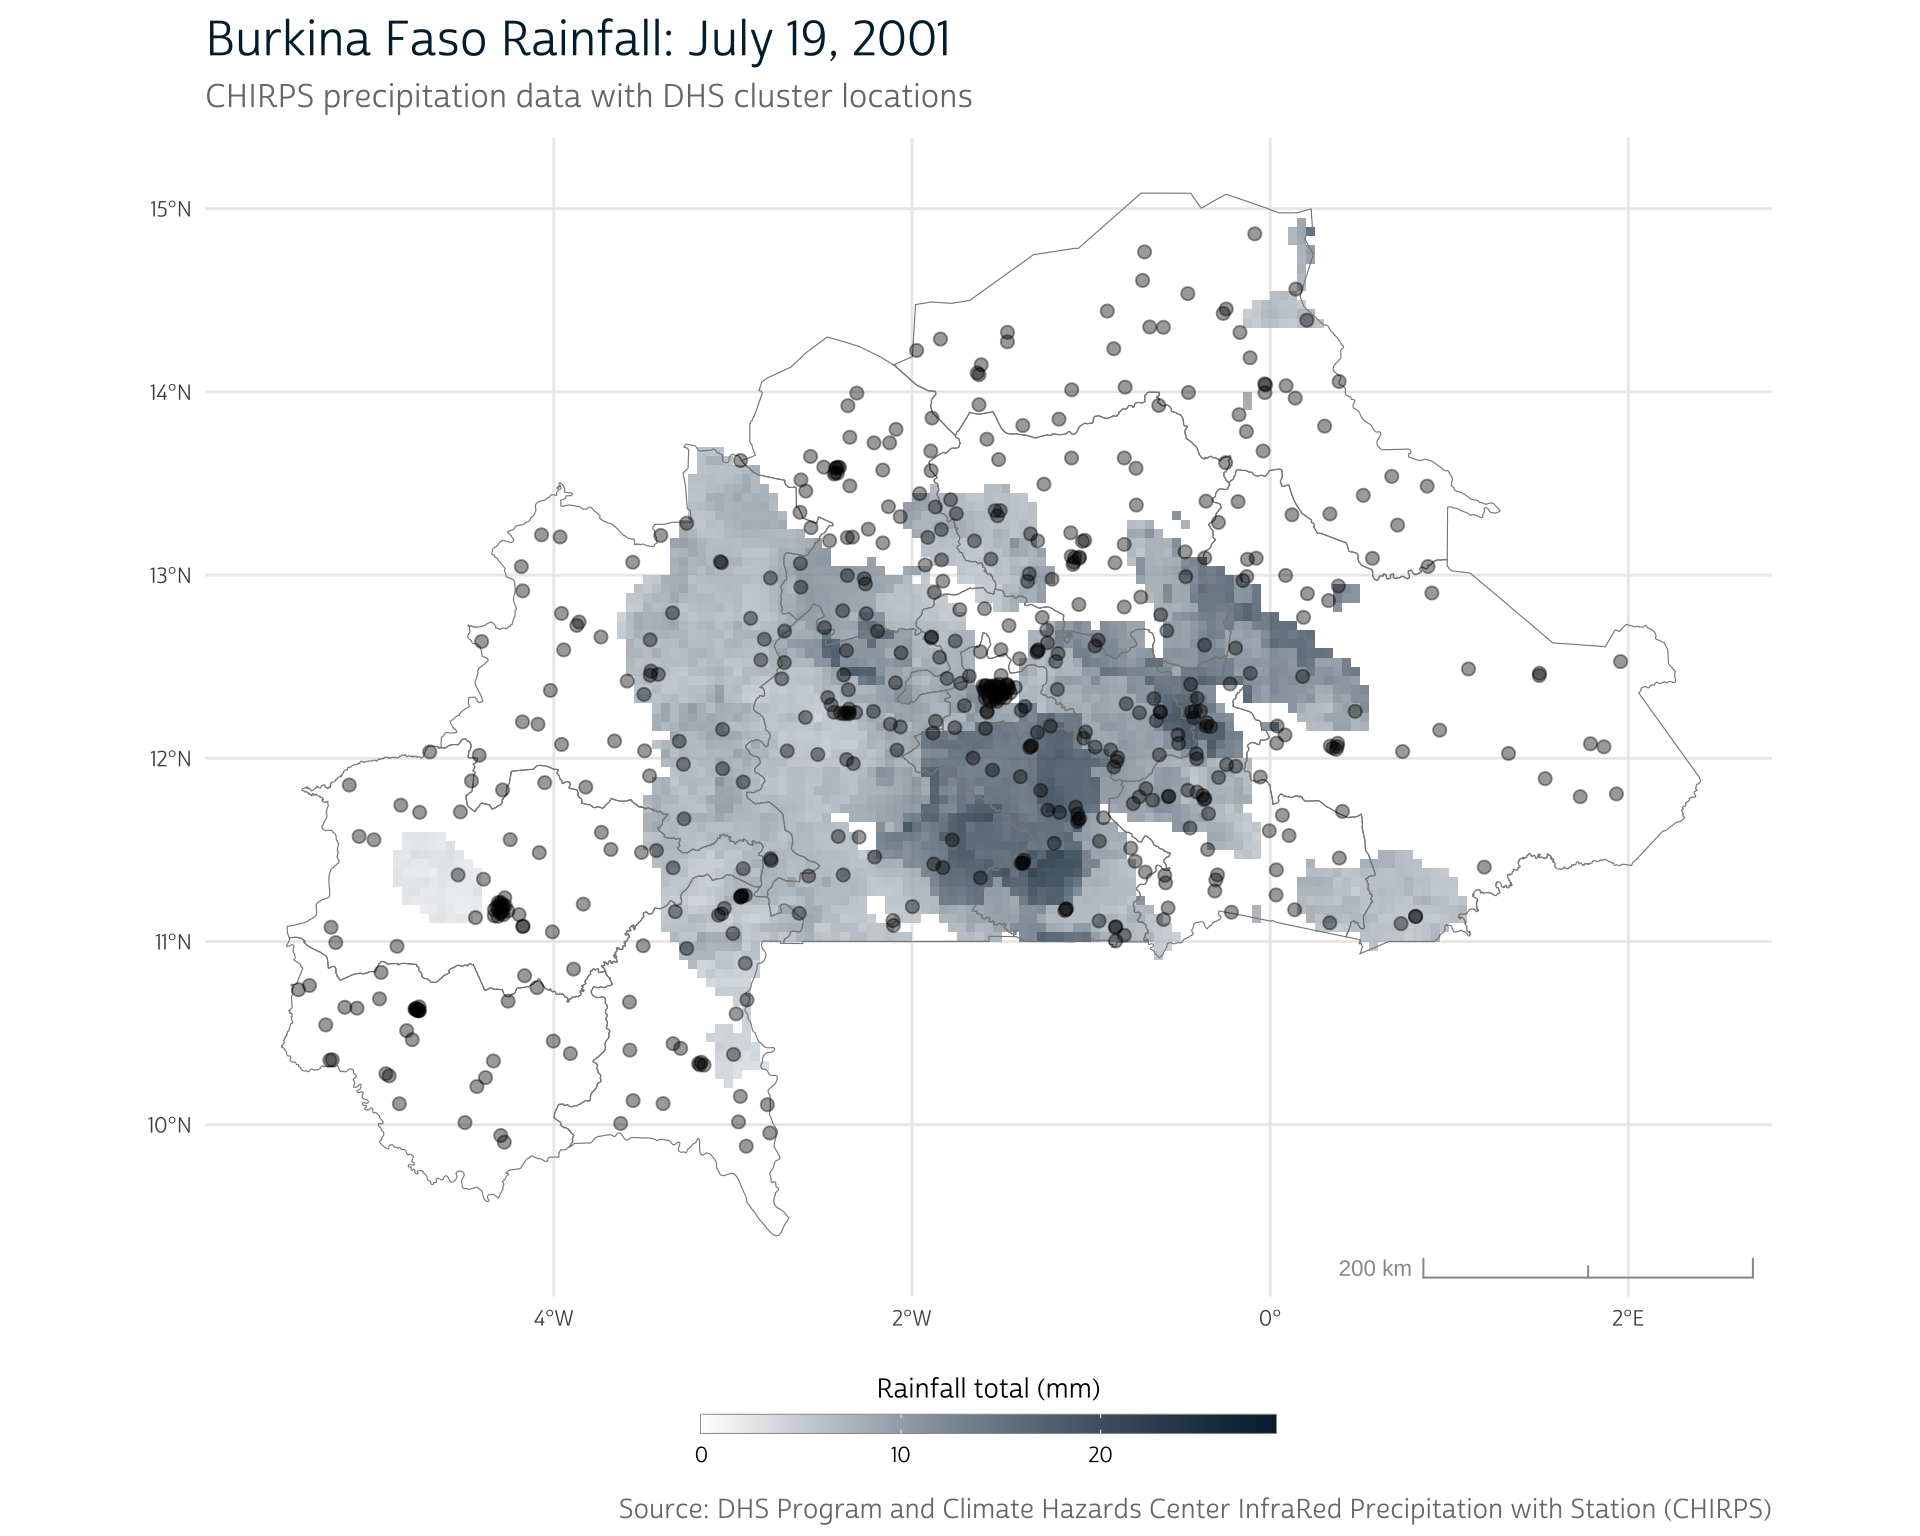 Burkina Faso Rainfall: July 19, 2001
CHIRPS precipitation data with DHS cluster locations
15°N
14°N
13°N
12°N
11°N
10°N
200 km
4°W 2°W 0° 2°E
Rainfall total (mm)
0 10 20
Source: DHS Program and Climate Hazards Center InfraRed Precipitation with Station (CHIRPS)